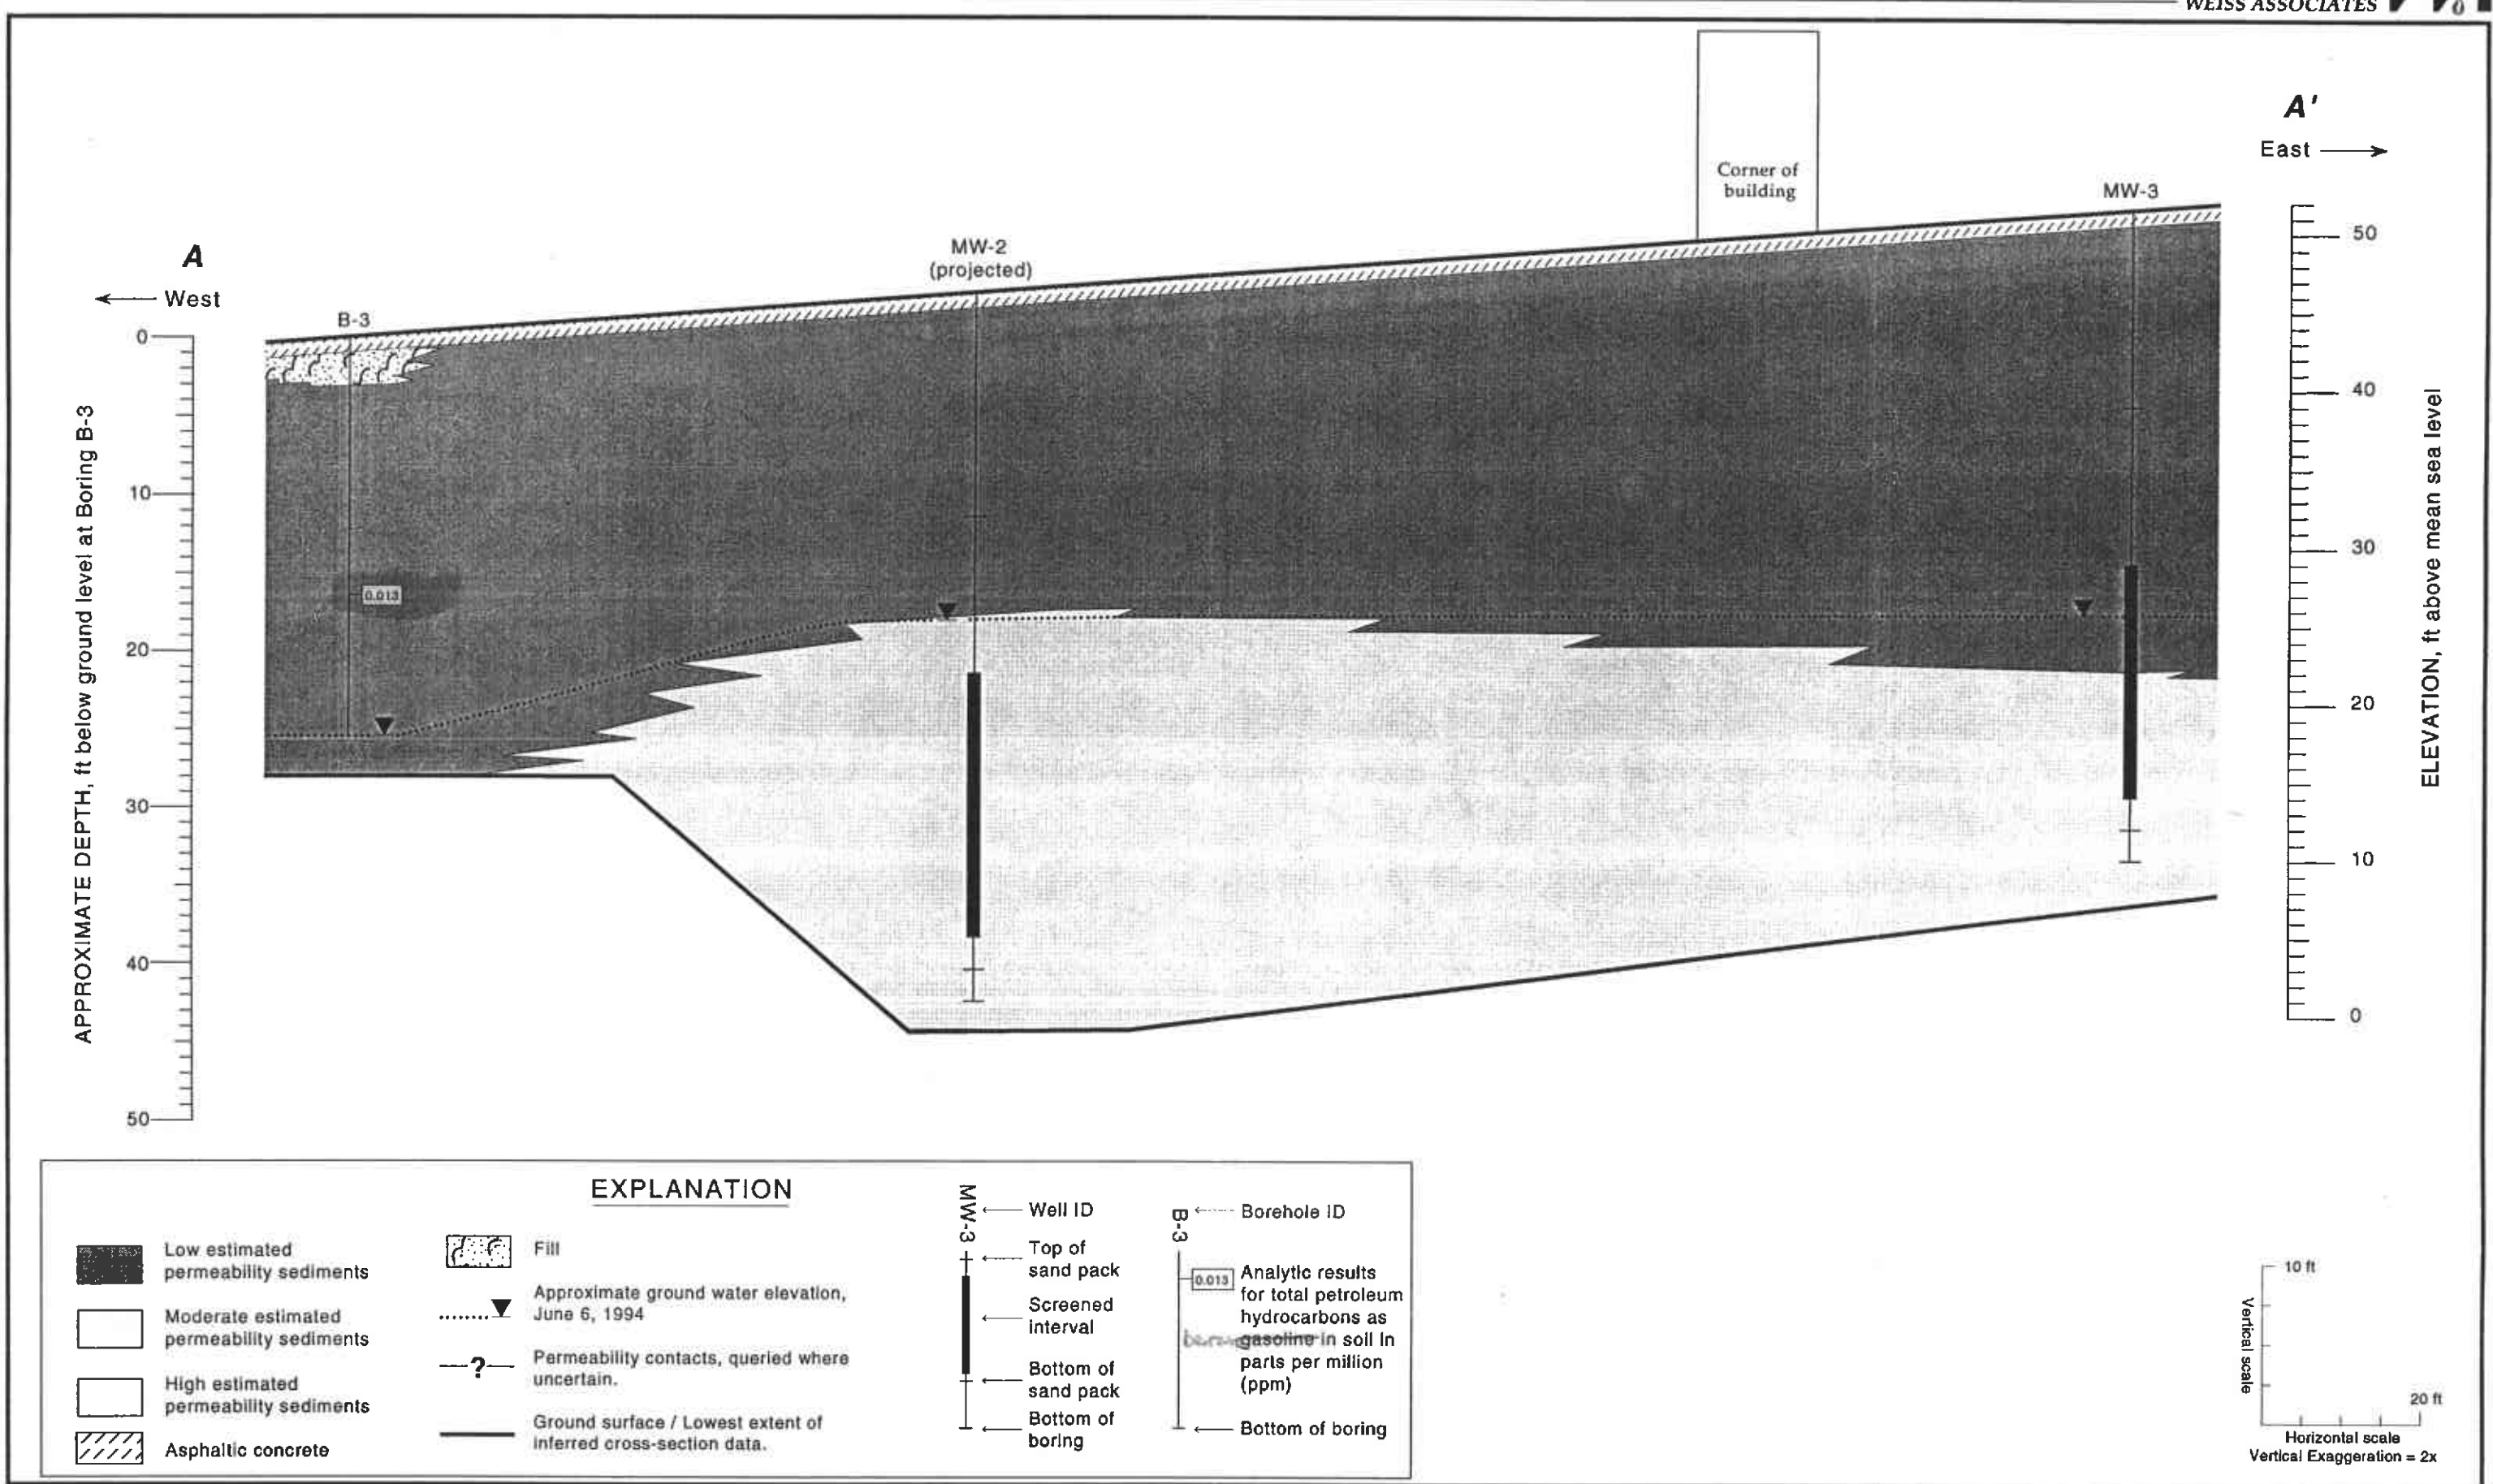 WEISS ASSOCIATES
A'
East
Corner of
building
MW-3
A
West
MW-2
(projected)
B-3
0
10
20
30
40
50
APPROXIMATE DEPTH, ft below ground level at Boring B-3
0.013
50
40
30
20
10
0
ELEVATION, ft above mean sea level
EXPLANATION
Low estimated
permeability sediments
Moderate estimated
permeability sediments
High estimated
permeability sediments
Asphaltic concrete
Fill
Approximate ground water elevation,
June 6, 1994
?
Permeability contacts, queried where
uncertain.
Ground surface / Lowest extent of
inferred cross-section data.
MW-3
Well ID
Top of
sand pack
Screened
interval
Bottom of
sand pack
Bottom of
boring
B-3
Borehole ID
0.013
Analytic results
for total petroleum
hydrocarbons as
gasoline in soil in
parts per million
(ppm)
Bottom of boring
10 ft
Vertical scale
20 ft
Horizontal scale
Vertical Exaggeration = 2x